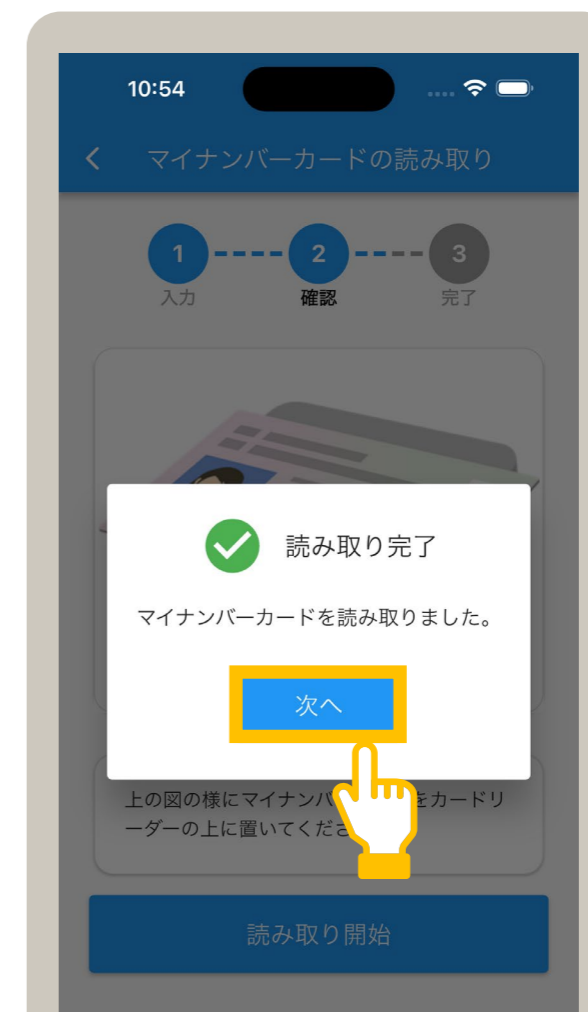 10:54
マイナンバーカードの読み取り
1 2 3
入力 確認 完了
読み取り完了
マイナンバーカードを読み取りました。
次へ
上の図の様にマイナンバ をカードリ
ーダーの上に置いてくださ
読み取り開始